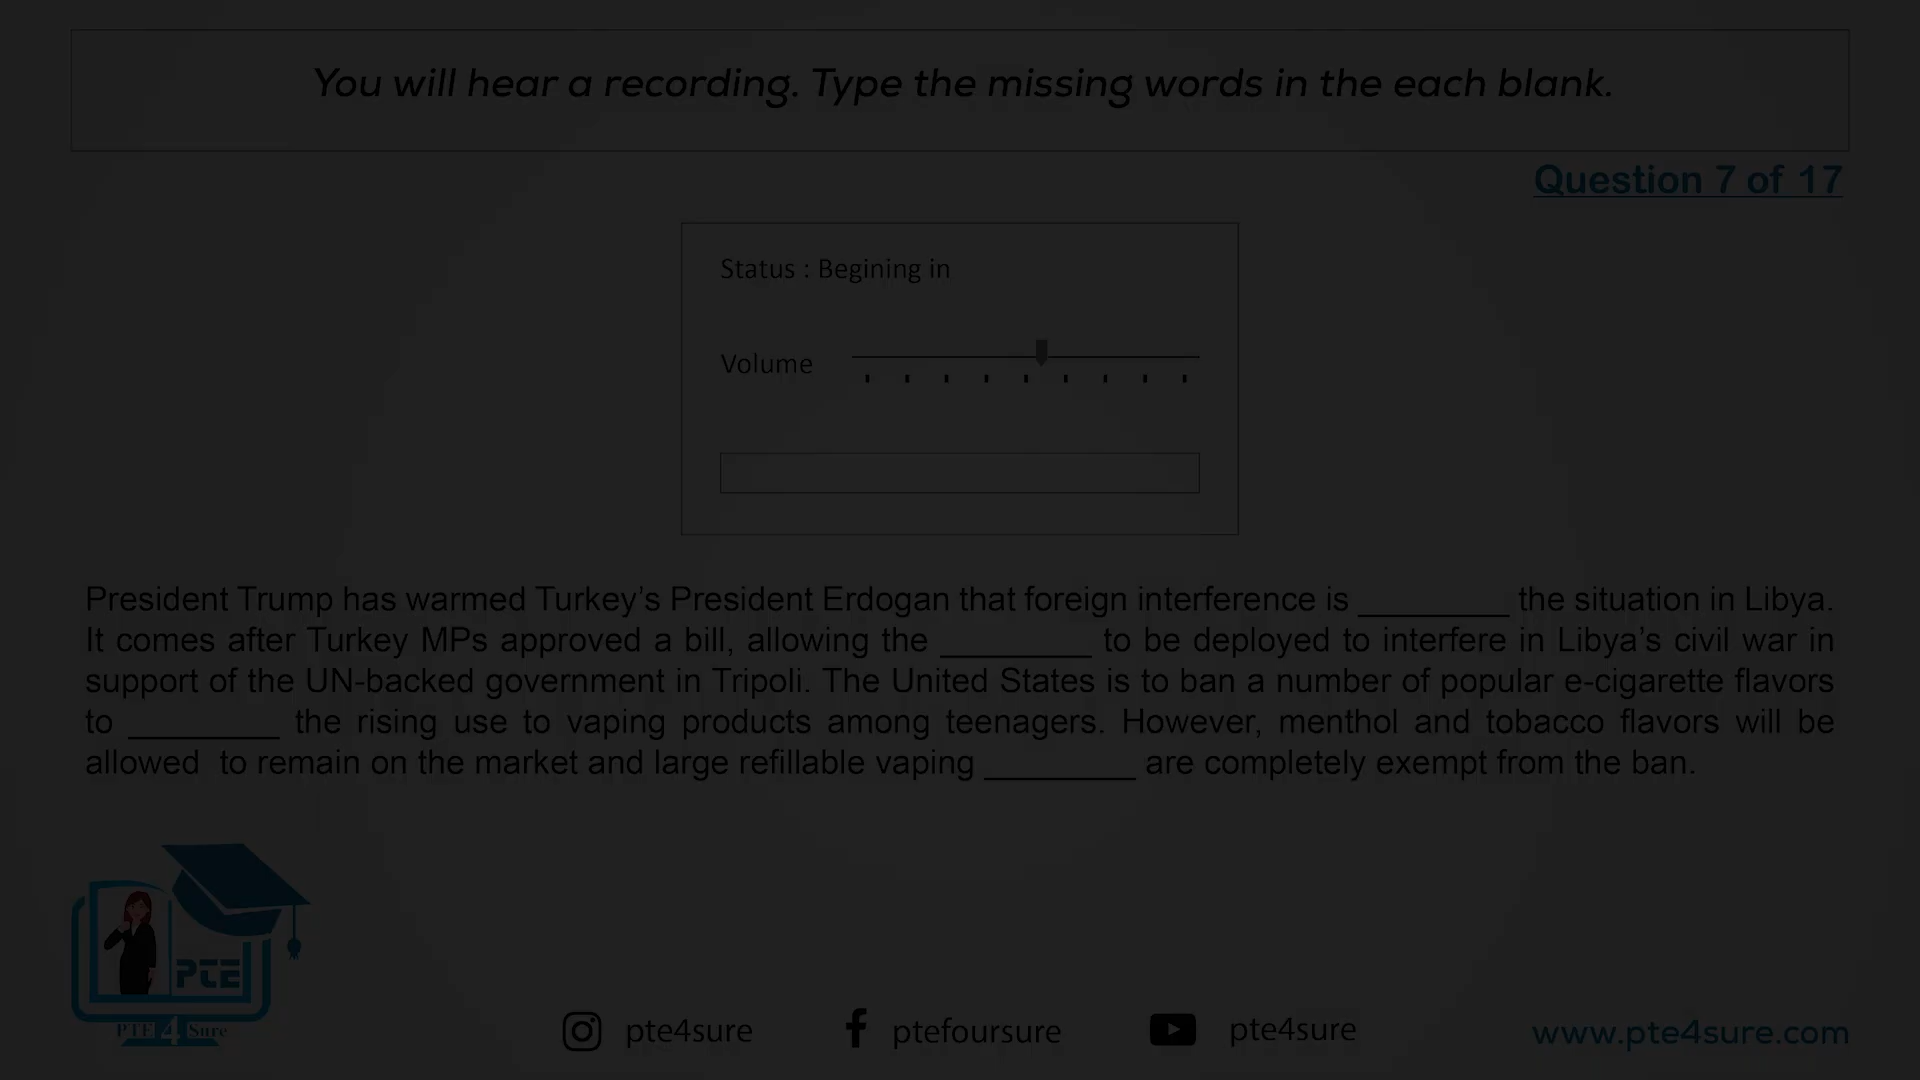 You will hear a recording. Type the missing words in the each blank.
Question 7 of 17
Status : Begining in
Volume
President Trump has warmed Turkey’s President Erdogan that foreign interference is ________ the situation in Libya.
It comes after Turkey MPs approved a bill, allowing the ________ to be deployed to interfere in Libya’s civil war in
support of the UN-backed government in Tripoli. The United States is to ban a number of popular e-cigarette flavors
to ________ the rising use to vaping products among teenagers. However, menthol and tobacco flavors will be
allowed to remain on the market and large refillable vaping ________ are completely exempt from the ban.
PTE
PTE 4 Sure
pte4sure
ptefoursure
pte4sure
www.pte4sure.com